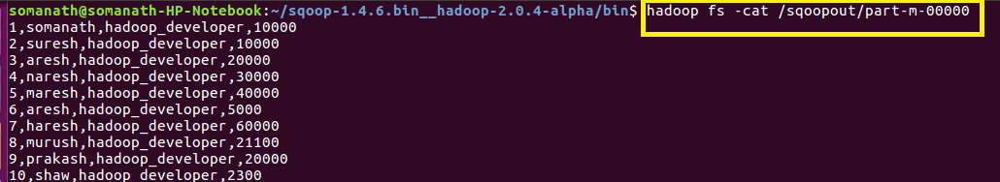 somanath@somanath-HP-Notebook:~/sqoop-1.4.6.bin__hadoop-2.0.4-alpha/bin$ hadoop fs -cat /sqoopout/part-m-00000
1,somanath,hadoop_developer,10000
2,suresh,hadoop_developer,10000
3,aresh,hadoop_developer,20000
4,naresh,hadoop_developer,30000
5,maresh,hadoop_developer,40000
6,aresh,hadoop_developer,5000
7,haresh,hadoop_developer,60000
8,murush,hadoop_developer,21100
9,prakash,hadoop_developer,20000
10,shaw,hadoop_developer,2300